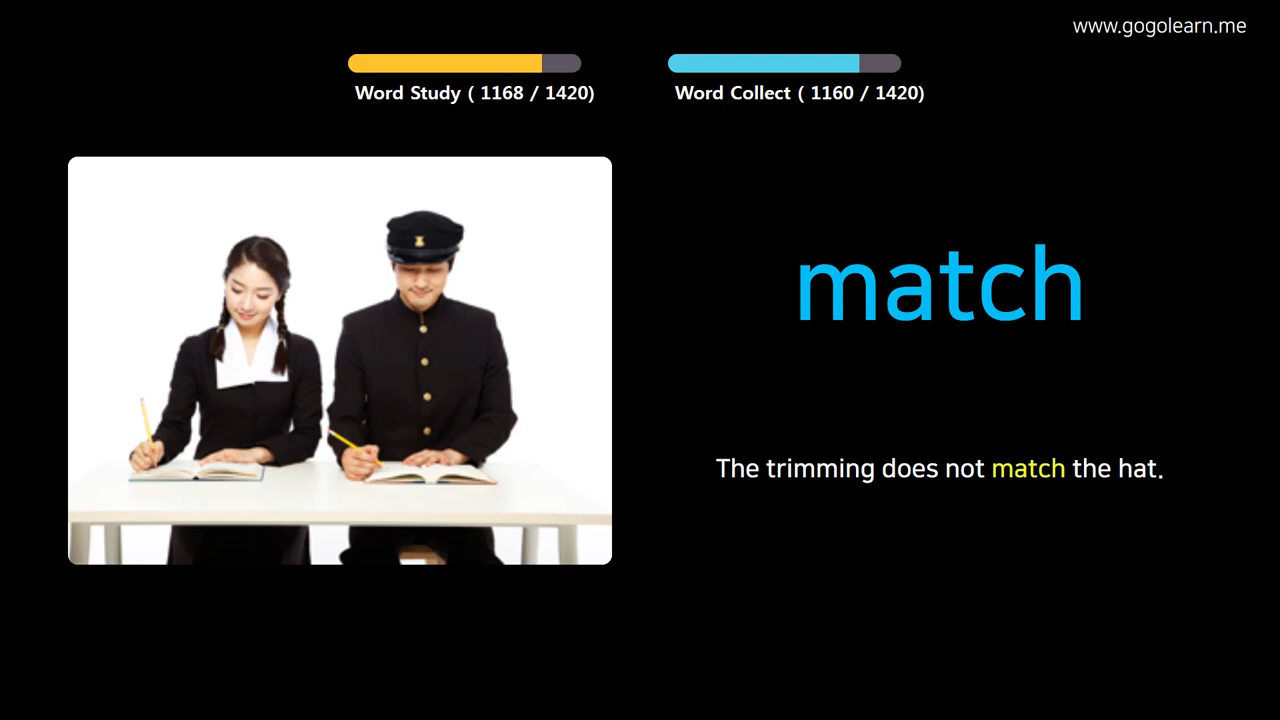 www.gogolearn.me
Word Study ( 1168 / 1420)
Word Collect ( 1160 / 1420)
match
The trimming does not match the hat.